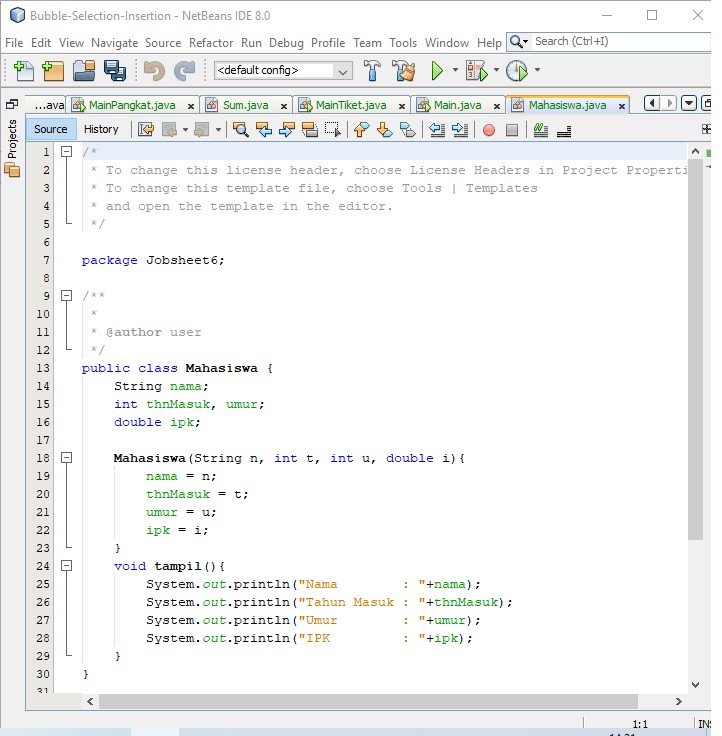 Bubble-Selection-Insertion - NetBeans IDE 8.0
File Edit View Navigate Source Refactor Run Debug Profile Team Tools Window Help Search (Ctrl+I)
<default config>
...ava MainPangkat.java Sum.java MainTiket.java Main.java Mahasiswa.java
Projects
Source History
1 /*
2 * To change this license header, choose License Headers in Project Properti
3 * To change this template file, choose Tools | Templates
4 * and open the template in the editor.
5 */
6
7 package Jobsheet6;
8
9 /**
10 *
11 * @author user
12 */
13 public class Mahasiswa {
14 String nama;
15 int thnMasuk, umur;
16 double ipk;
17
18 Mahasiswa(String n, int t, int u, double i){
19 nama = n;
20 thnMasuk = t;
21 umur = u;
22 ipk = i;
23 }
24 void tampil(){
25 System.out.println("Nama : "+nama);
26 System.out.println("Tahun Masuk : "+thnMasuk);
27 System.out.println("Umur : "+umur);
28 System.out.println("IPK : "+ipk);
29 }
30 }
31
1:1 INS